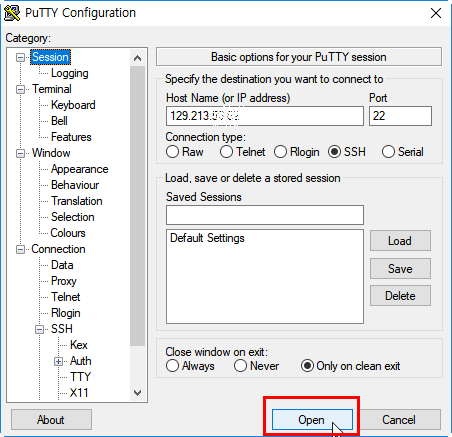 PuTTY Configuration
Category:
Session
Logging
Terminal
Keyboard
Bell
Features
Window
Appearance
Behaviour
Translation
Selection
Colours
Connection
Data
Proxy
Telnet
Rlogin
SSH
Kex
Auth
TTY
X11
Basic options for your PuTTY session
Specify the destination you want to connect to
Host Name (or IP address) Port
129.213. 22
Connection type:
Raw Telnet Rlogin SSH Serial
Load, save or delete a stored session
Saved Sessions
Default Settings
Load
Save
Delete
Close window on exit:
Always Never Only on clean exit
About Open Cancel